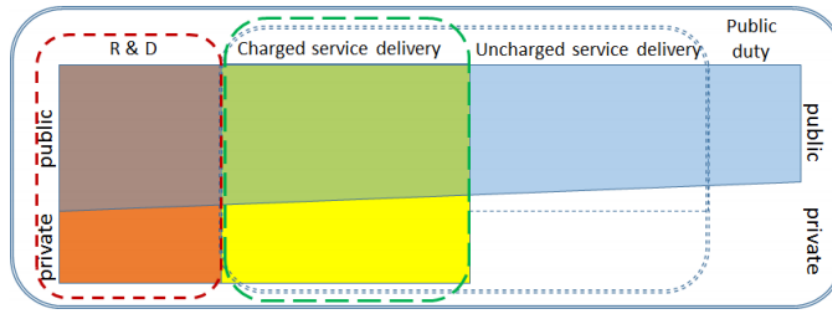 R & D
Charged service delivery
Uncharged service delivery
Public
duty
public
private
public
private